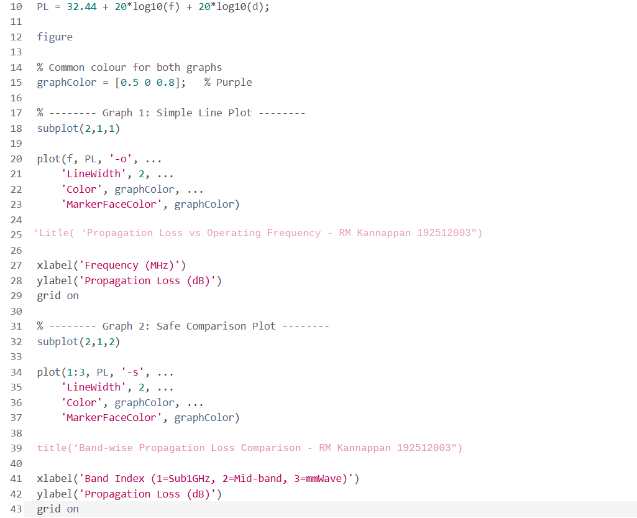 10 PL = 32.44 + 20*log10(f) + 20*log10(d);
11
12 figure
13
14 % Common colour for both graphs
15 graphColor = [0.5 0 0.8];   % Purple
16
17 % -------- Graph 1: Simple Line Plot --------
18 subplot(2,1,1)
19
20 plot(f, PL, '-o', ...
21     'LineWidth', 2, ...
22     'Color', graphColor, ...
23     'MarkerFaceColor', graphColor)
24
25 ‘Litle( ‘Propagation Loss vs Operating Frequency - RM Kannappan 192512003")
26
27 xlabel('Frequency (MHz)')
28 ylabel('Propagation Loss (dB)')
29 grid on
30
31 % -------- Graph 2: Safe Comparison Plot --------
32 subplot(2,1,2)
33
34 plot(1:3, PL, '-s', ...
35     'LineWidth', 2, ...
36     'Color', graphColor, ...
37     'MarkerFaceColor', graphColor)
38
39 title(‘Band-wise Propagation Loss Comparison - RM Kannappan 192512003")
40
41 xlabel('Band Index (1=Sub1GHz, 2=Mid-band, 3=mmWave)')
42 ylabel('Propagation Loss (dB)')
43 grid on